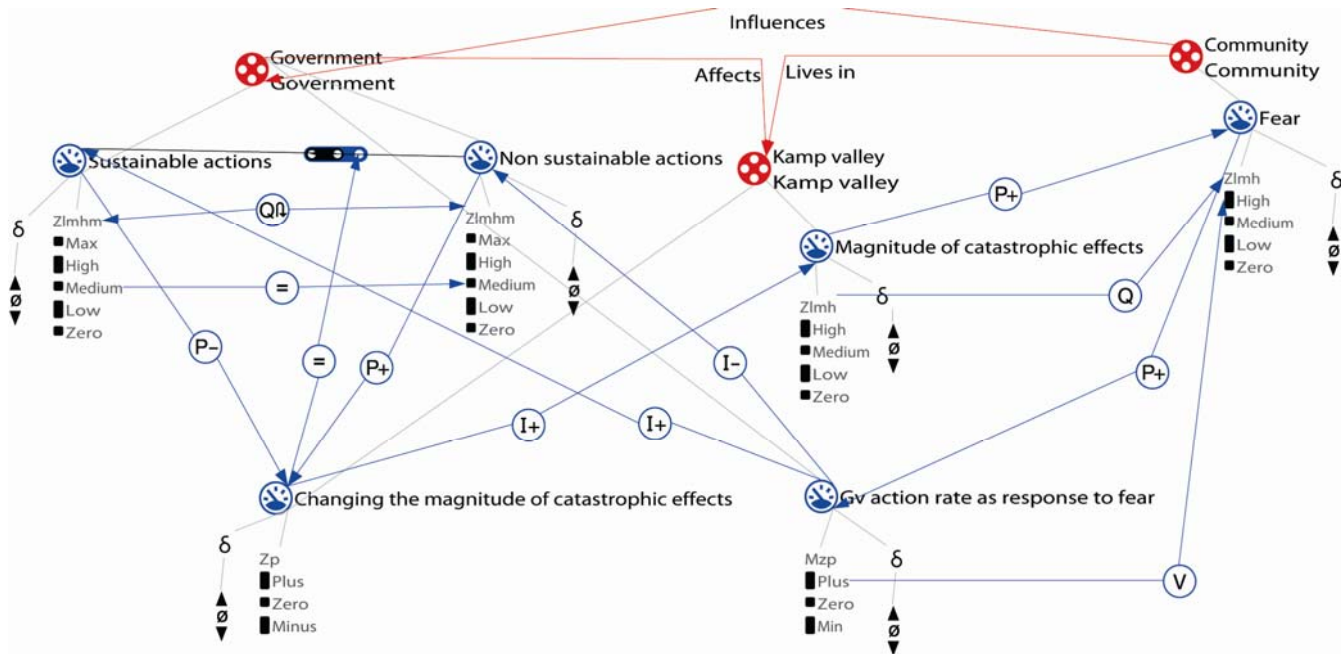 Influences
Government
Government
Community
Community
Affects
Lives in
Fear
Sustainable actions
Non sustainable actions
Kamp valley
Kamp valley
Zlmh
High
Medium
Low
Zero
δ
ø
P+
Zlmhm
Max
High
Medium
Low
Zero
δ
ø
Q
=
Zlmhm
Max
High
Medium
Low
Zero
δ
ø
Magnitude of catastrophic effects
Zlmh
High
Medium
Low
Zero
δ
ø
Q
P-
=
P+
I-
P+
I+
I+
Changing the magnitude of catastrophic effects
Gv action rate as response to fear
δ
ø
Zp
Plus
Zero
Minus
Mzp
Plus
Zero
Min
δ
ø
V